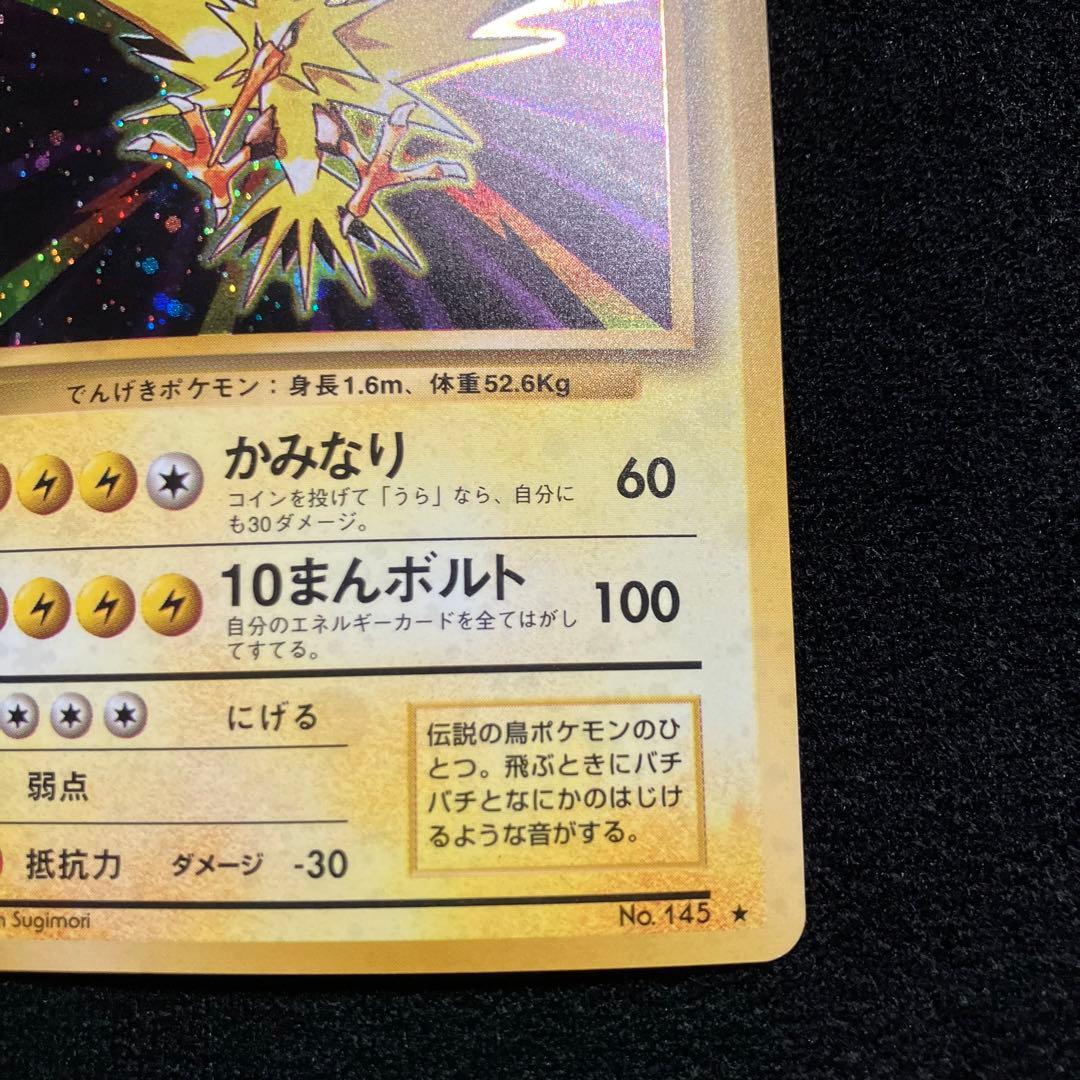 でんげきポケモン：身長1.6m、体重52.6Kg
かみなり 60
コインを投げて「うら」なら、自分に
も30ダメージ。
10まんボルト 100
自分のエネルギーカードを全てはがし
てすてる。
にげる
弱点
抵抗力 ダメージ -30
伝説の鳥ポケモンのひ
とつ。飛ぶときにバチ
バチとなにかのはじけ
るような音がする。
Sugimori
No. 145 ★